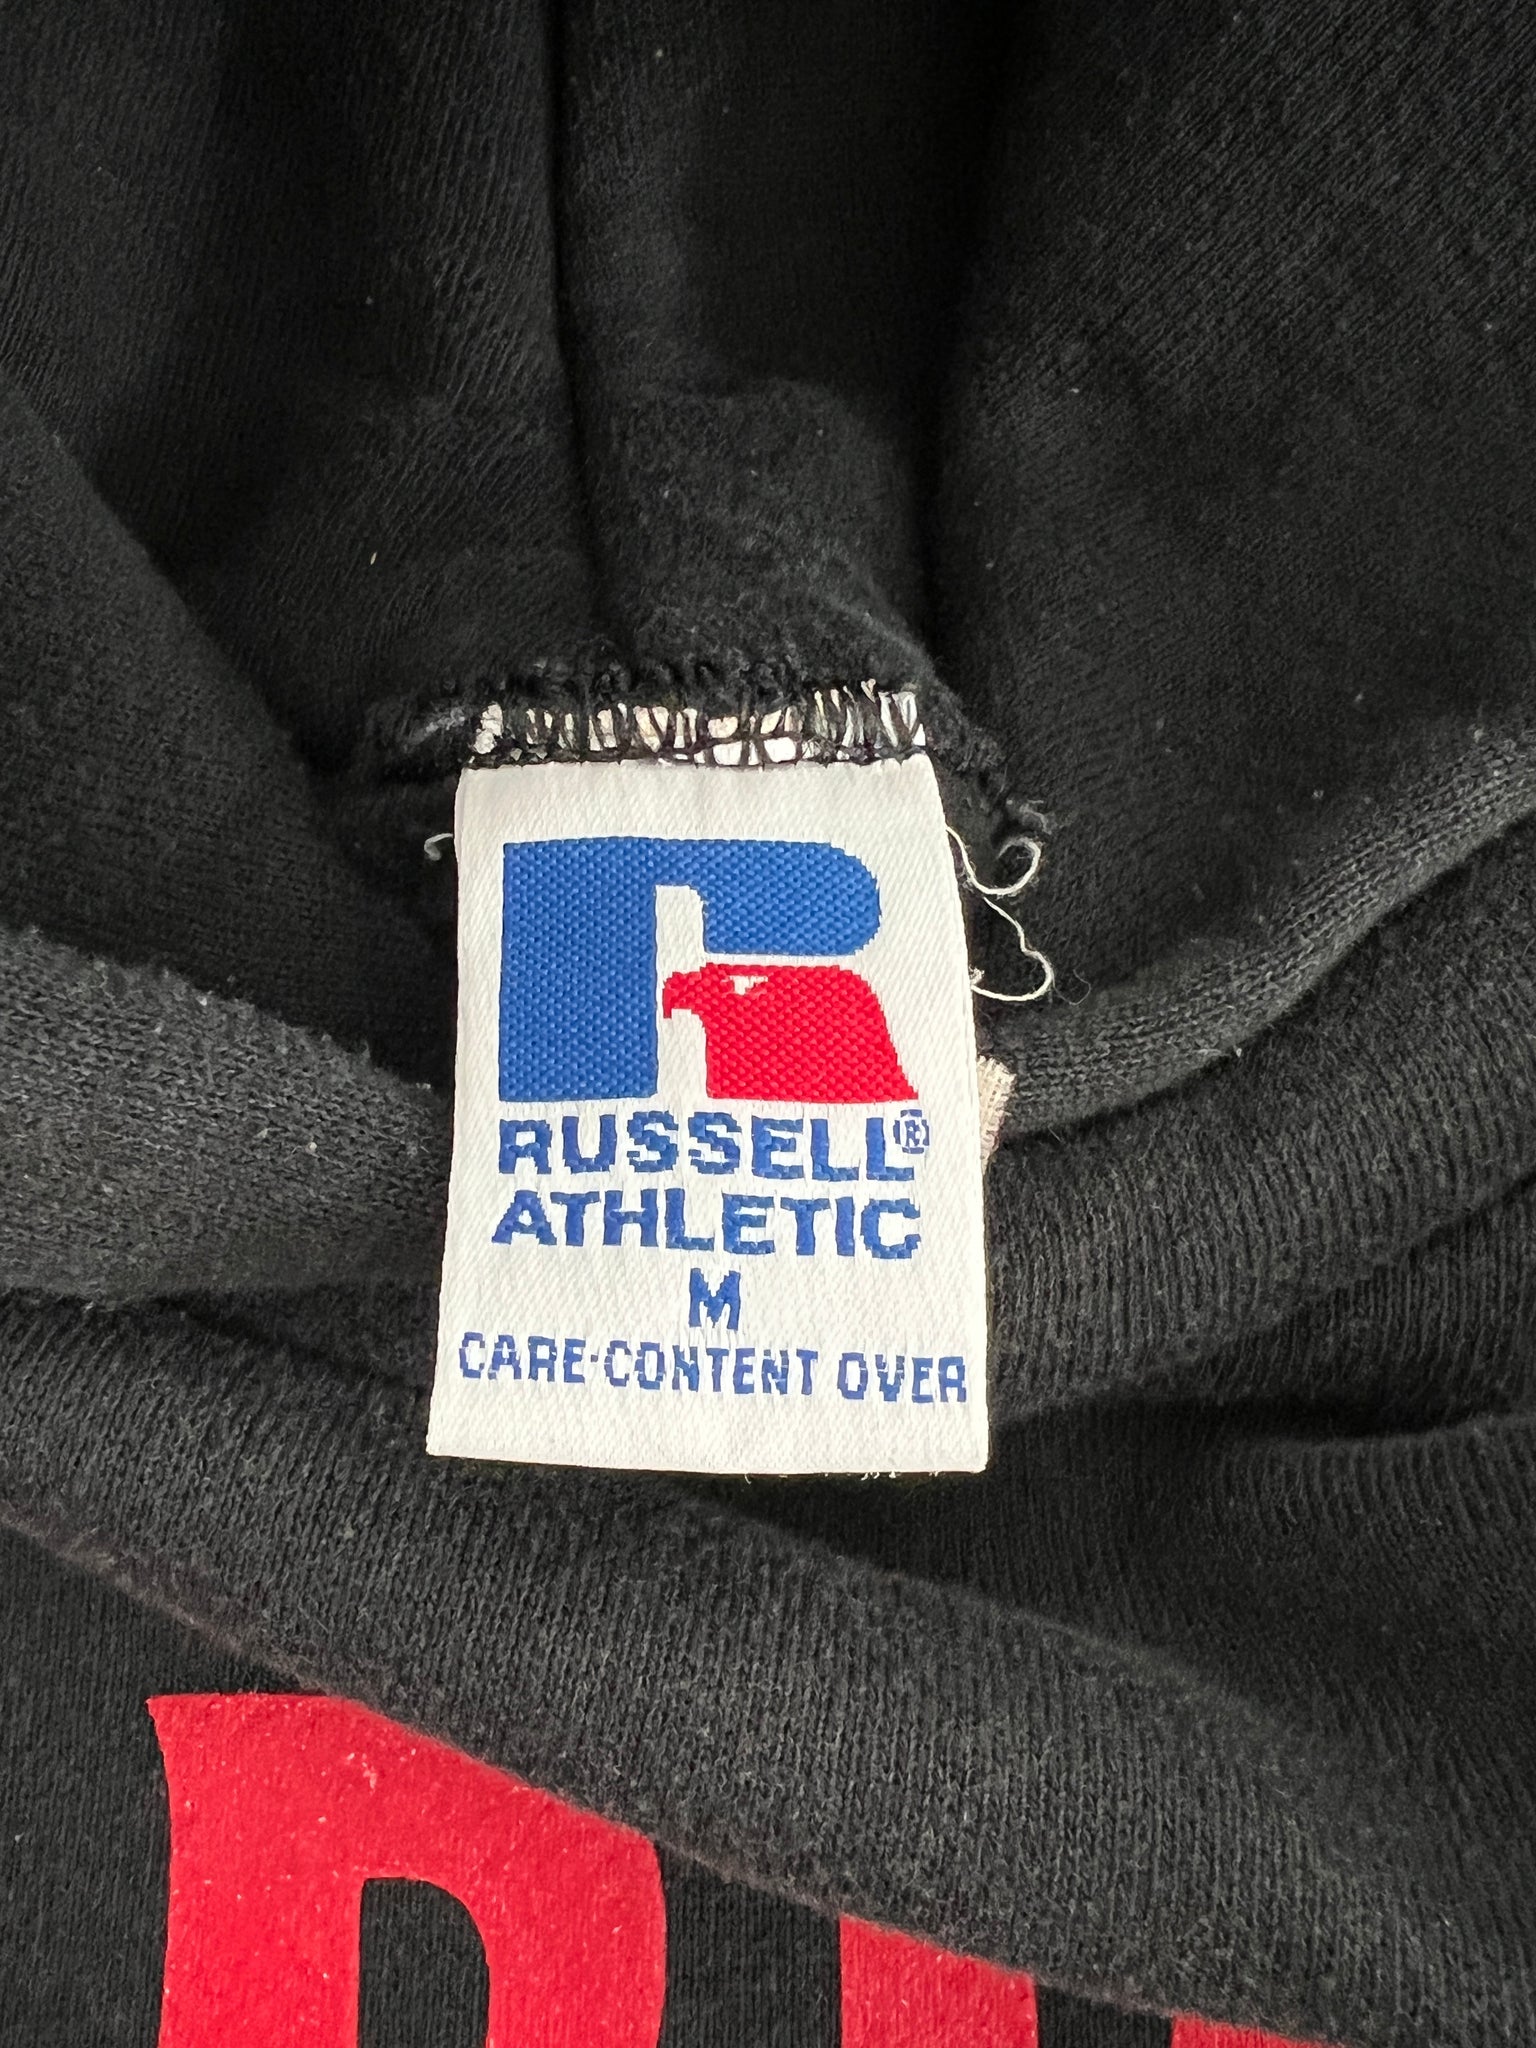 RUSSELL®
ATHLETIC
M
CARE·CONTENT OVER